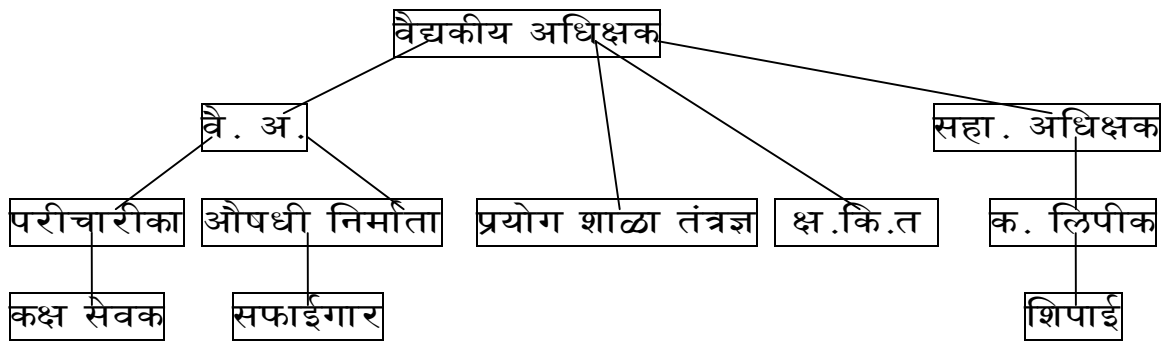 वैद्यकीय अधिक्षक
वै. अ.
सहा. अधिक्षक
परीचारीका
औषधी निर्माता
प्रयोग शाळा तंत्रज्ञ
क्ष.कि.त
क. लिपीक
कक्ष सेवक
सफाईगार
शिपाई